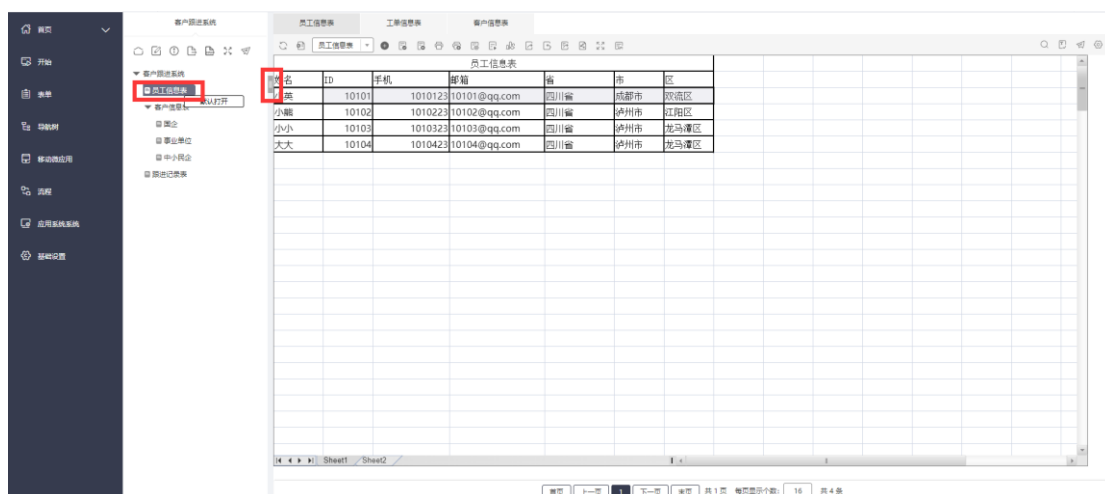 首页
开始
表单
导航树
移动微应用
流程
应用系统系统
基础设置
客户跟进系统
客户跟进系统
员工信息表
默认打开
客户信息
国企
事业单位
中小民企
跟进记录表
员工信息表 工单信息表 客户信息表
员工信息表
员工信息表
名 ID 手机 邮箱 省 市 区
英 10101 1010123 10101@qq.com 四川省 成都市 双流区
小熊 10102 1010223 10102@qq.com 四川省 泸州市 江阳区
小小 10103 1010323 10103@qq.com 四川省 泸州市 龙马潭区
大大 10104 1010423 10104@qq.com 四川省 泸州市 龙马潭区
Sheet1 Sheet2
首页 上一页 1 下一页 末页 共1页 每页显示个数: 16 共4条